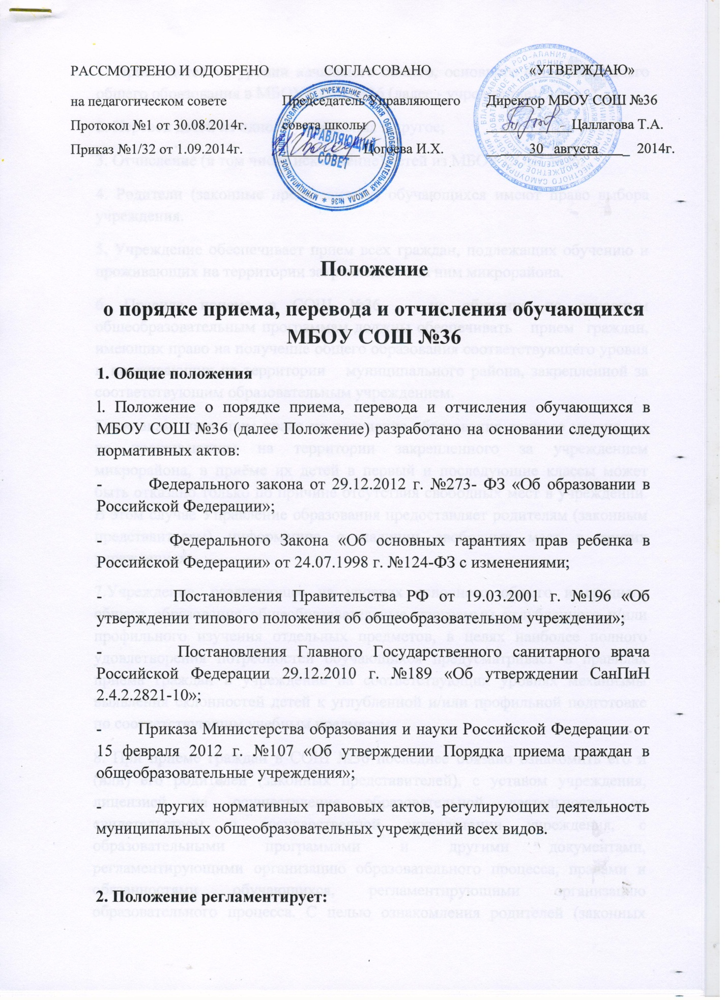 РАССМОТРЕНО И ОДОБРЕНО СОГЛАСОВАНО «УТВЕРЖДАЮ»
на педагогическом совете Председатель Управляющего Директор МБОУ СОШ №36
Протокол №1 от 30.08.2014г. совета школы Цаллагова Т.А.
Приказ №1/32 от 1.09.2014г. Цогоева И.Х. 30 августа 2014г.
УПРАВЛЯЮЩИЙ
СОВЕТ
МУНИЦИПАЛЬНОЕ ОБЩЕОБРАЗОВАТЕЛЬНОЕ УЧРЕЖДЕНИЕ СРЕДНЯЯ ОБЩЕОБРАЗОВАТЕЛЬНАЯ ШКОЛА №36
Положение
о порядке приема, перевода и отчисления обучающихся
МБОУ СОШ №36
1. Общие положения
l. Положение о порядке приема, перевода и отчисления обучающихся в
МБОУ СОШ №36 (далее Положение) разработано на основании следующих
нормативных актов:
- Федерального закона от 29.12.2012 г. №273- ФЗ «Об образовании в
Российской Федерации»;
- Федерального Закона «Об основных гарантиях прав ребенка в
Российской Федерации» от 24.07.1998 г. №124-ФЗ с изменениями;
- Постановления Правительства РФ от 19.03.2001 г. №196 «Об
утверждении типового положения об общеобразовательном учреждении»;
- Постановления Главного Государственного санитарного врача
Российской Федерации 29.12.2010 г. №189 «Об утверждении СанПиН
2.4.2.2821-10»;
- Приказа Министерства образования и науки Российской Федерации от
15 февраля 2012 г. №107 «Об утверждении Порядка приема граждан в
общеобразовательные учреждения»;
- других нормативных правовых актов, регулирующих деятельность
муниципальных общеобразовательных учреждений всех видов.
2. Положение регламентирует: